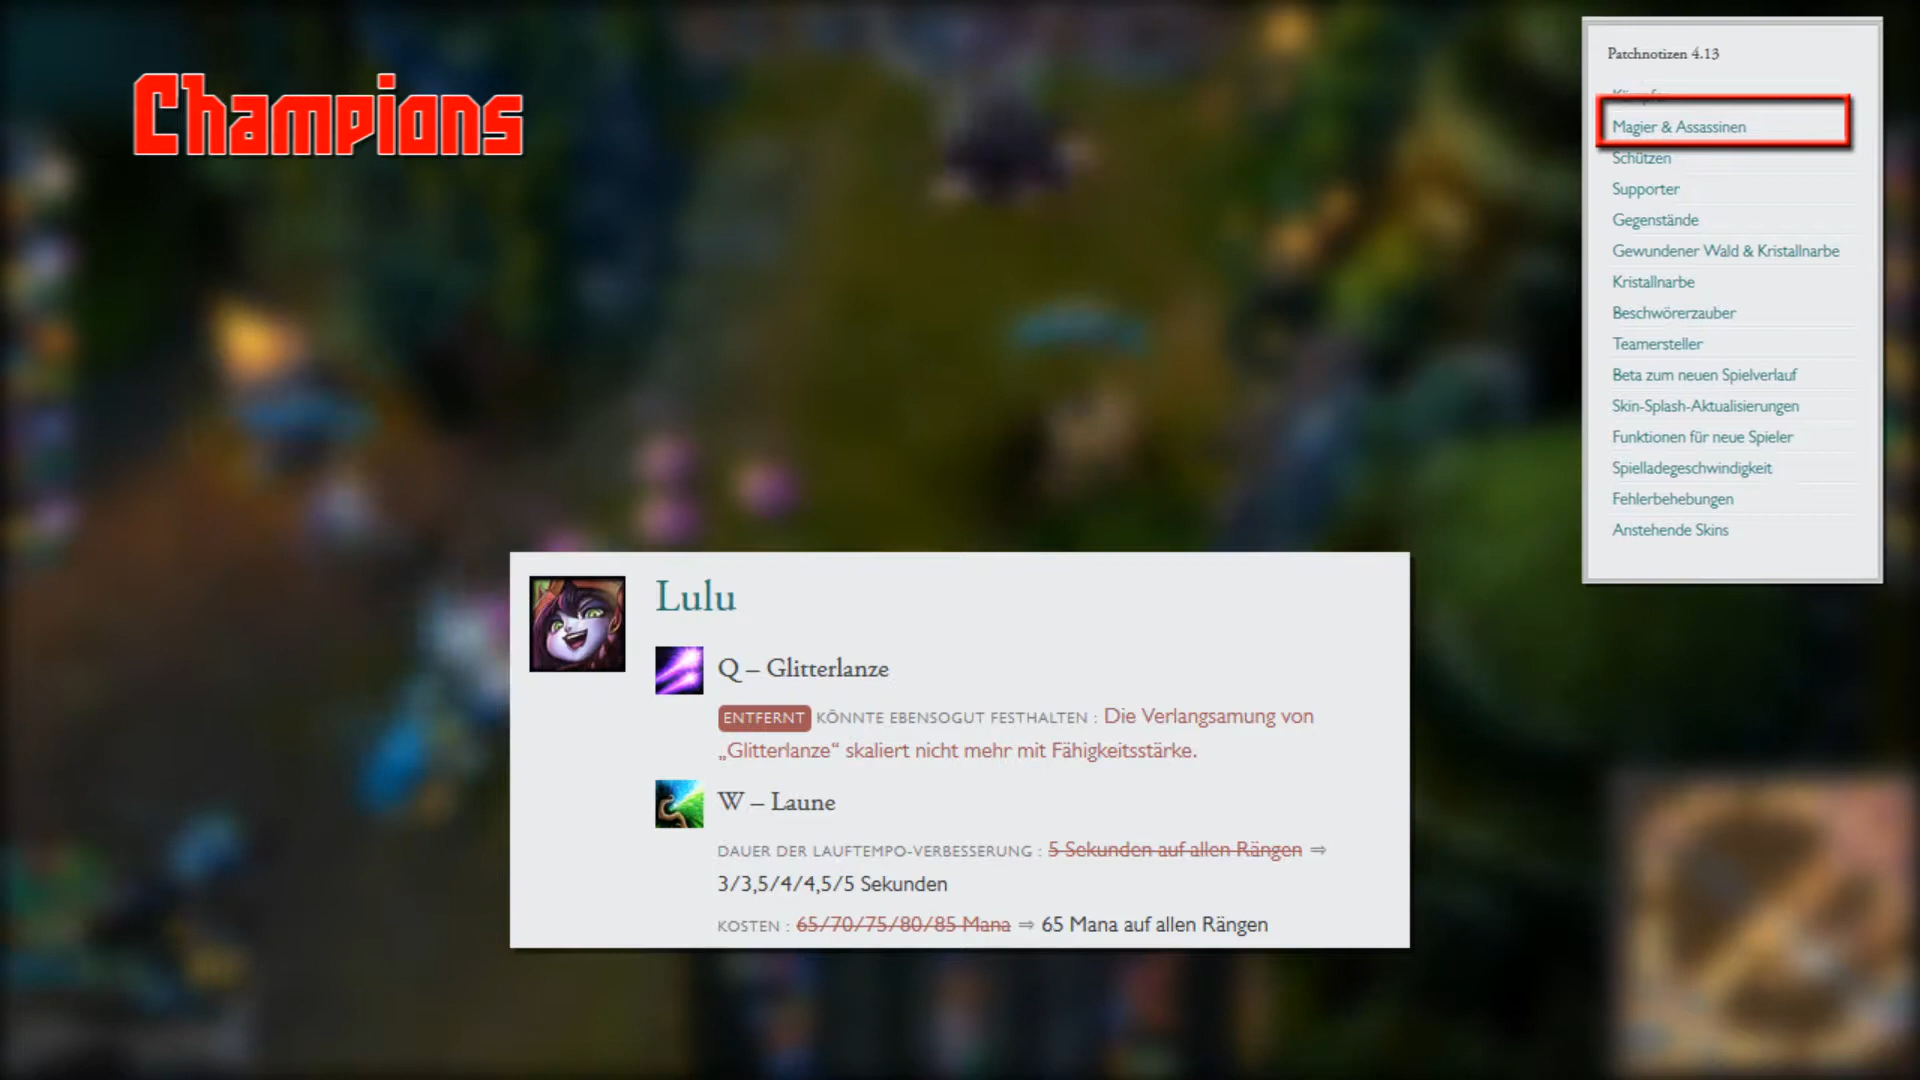 Champions
Patchnotizen 4.13
Kämpfer
Magier & Assassinen
Schützen
Supporter
Gegenstände
Gewundener Wald & Kristallnarbe
Kristallnarbe
Beschwörerzauber
Teamersteller
Beta zum neuen Spielverlauf
Skin-Splash-Aktualisierungen
Funktionen für neue Spieler
Spielladegeschwindigkeit
Fehlerbehebungen
Anstehende Skins
Lulu
Q – Glitterlanze
ENTFERNT KÖNNTE EBENSOGUT FESTHALTEN : Die Verlangsamung von
„Glitterlanze“ skaliert nicht mehr mit Fähigkeitsstärke.
W – Laune
DAUER DER LAUFTEMPO-VERBESSERUNG : 5 Sekunden auf allen Rängen ⇒
3/3,5/4/4,5/5 Sekunden
KOSTEN : 65/70/75/80/85 Mana ⇒ 65 Mana auf allen Rängen